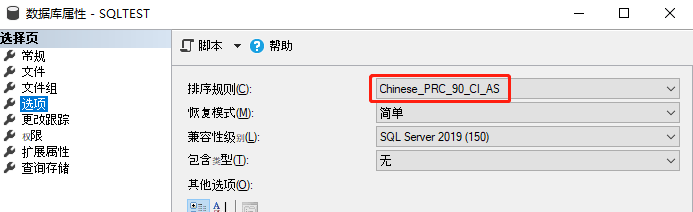 数据库属性 - SQLTEST
选择页
常规
文件
文件组
选项
更改跟踪
权限
扩展属性
查询存储
脚本
帮助
排序规则(C):
Chinese_PRC_90_CI_AS
恢复模式(M):
简单
兼容性级别(L):
SQL Server 2019 (150)
包含类型(T):
无
其他选项(O):